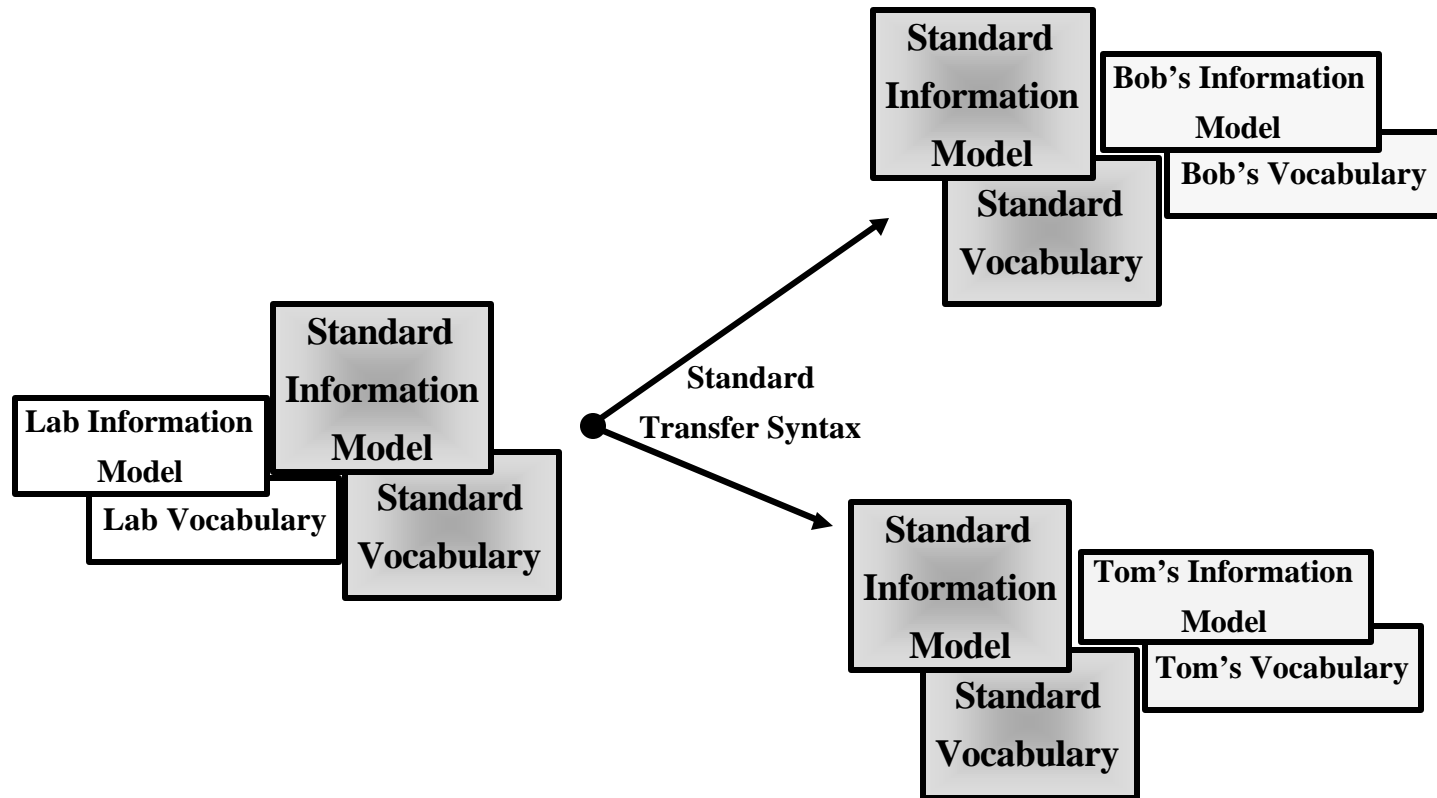 Standard
Information
Model
Standard
Vocabulary
Bob’s Information
Model
Bob’s Vocabulary
Lab Information
Model
Lab Vocabulary
Standard
Information
Model
Standard
Vocabulary
Standard
Transfer Syntax
Standard
Information
Model
Standard
Vocabulary
Tom’s Information
Model
Tom’s Vocabulary